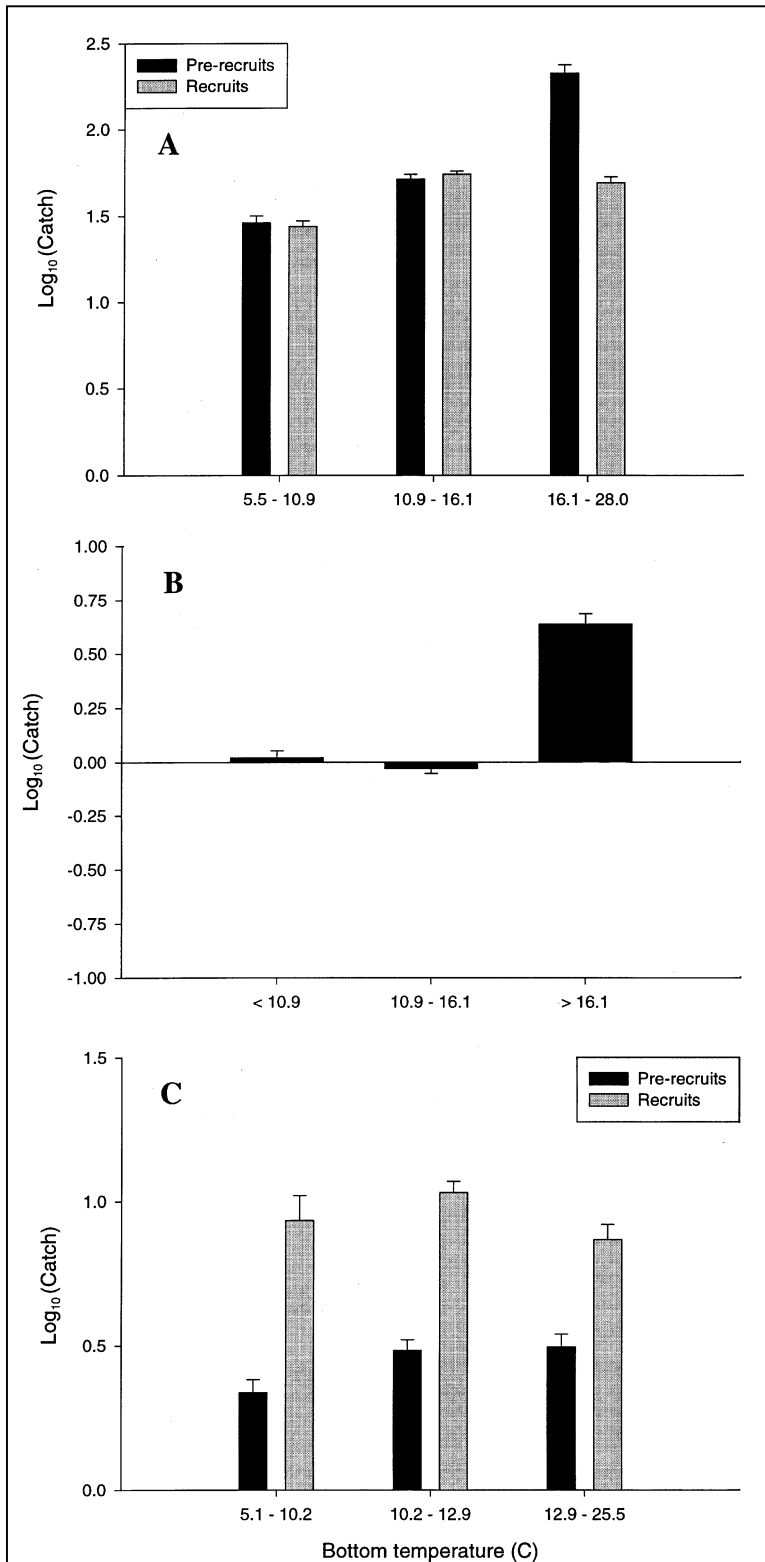 2.5
2.0
1.5
1.0
0.5
0.0
Log10 (Catch)
Pre-recruits
Recruits
A
5.5 - 10.9
10.9 - 16.1
16.1 - 28.0
1.00
0.75
0.50
0.25
0.00
-0.25
-0.50
-0.75
-1.00
Log10 (Catch)
B
< 10.9
10.9 - 16.1
> 16.1
1.5
1.0
0.5
0.0
Log10 (Catch)
C
Pre-recruits
Recruits
5.1 - 10.2
10.2 - 12.9
12.9 - 25.5
Bottom temperature (C)